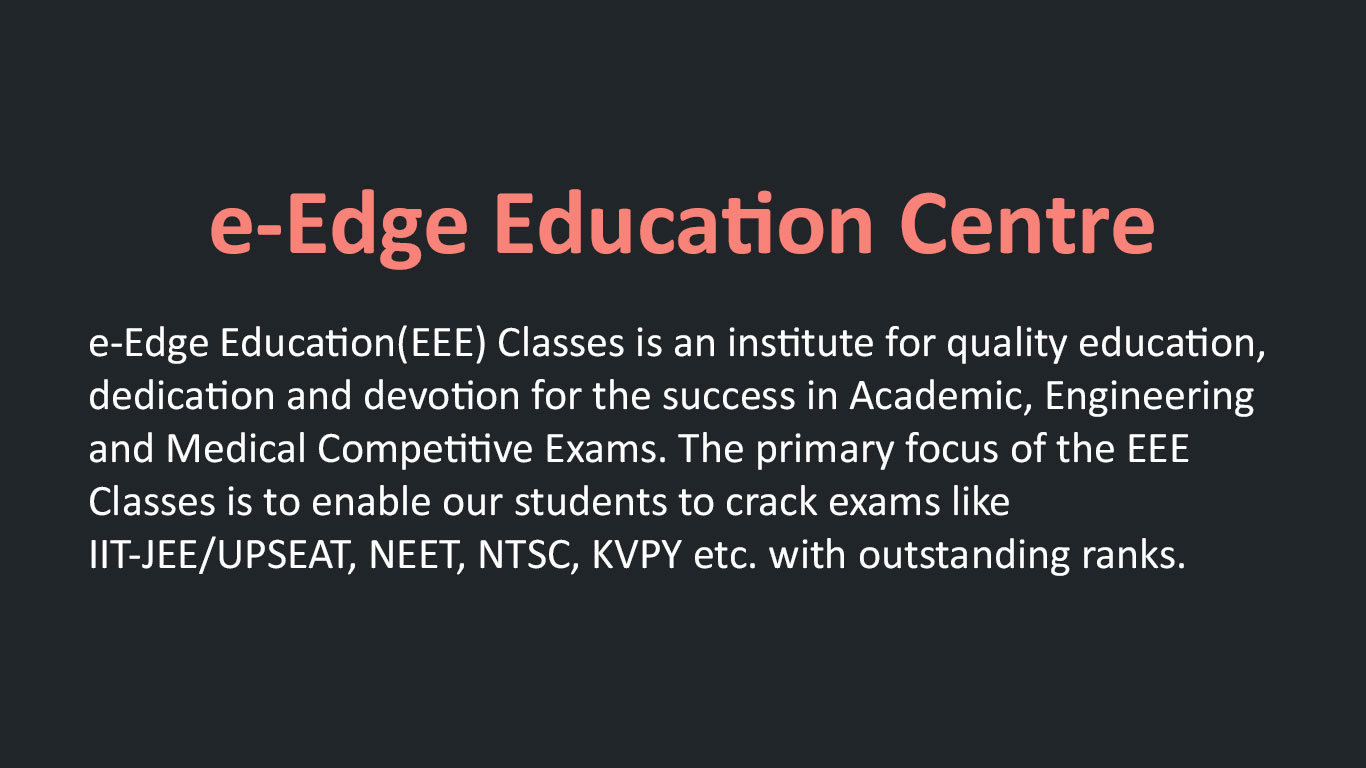 e-Edge Education Centre
e-Edge Education(EEE) Classes is an institute for quality education,
dedication and devotion for the success in Academic, Engineering
and Medical Competitive Exams. The primary focus of the EEE
Classes is to enable our students to crack exams like
IIT-JEE/UPSEAT, NEET, NTSC, KVPY etc. with outstanding ranks.